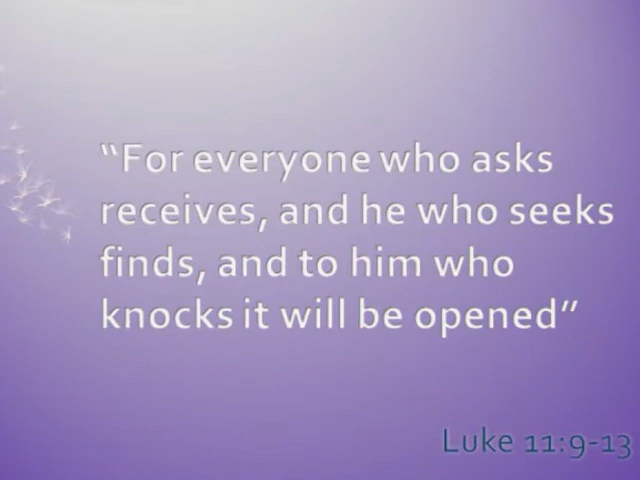 “For everyone who asks
receives, and he who seeks
finds, and to him who
knocks it will be opened”
Luke 11:9-13